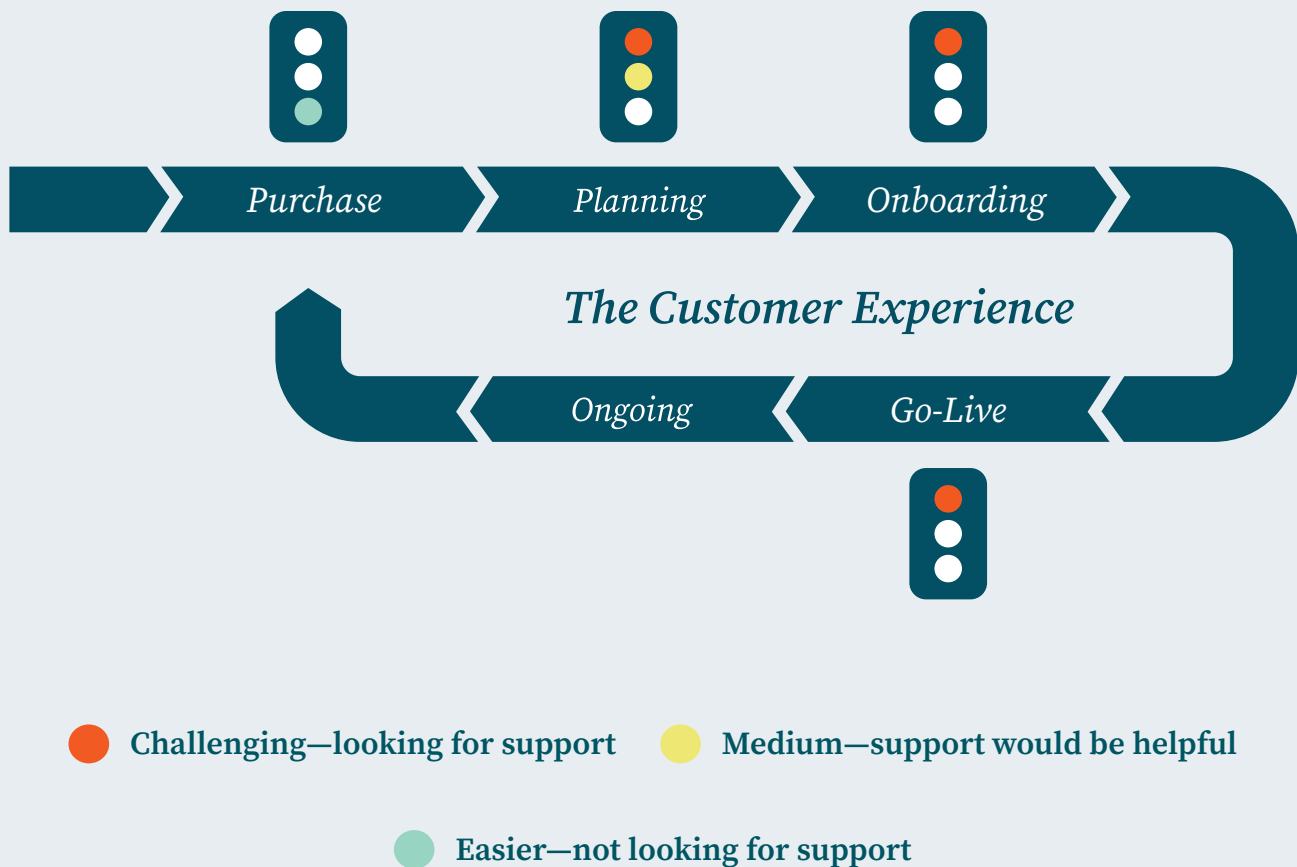 Purchase
Planning
Onboarding
The Customer Experience
Ongoing
Go-Live
Challenging—looking for support
Medium—support would be helpful
Easier—not looking for support